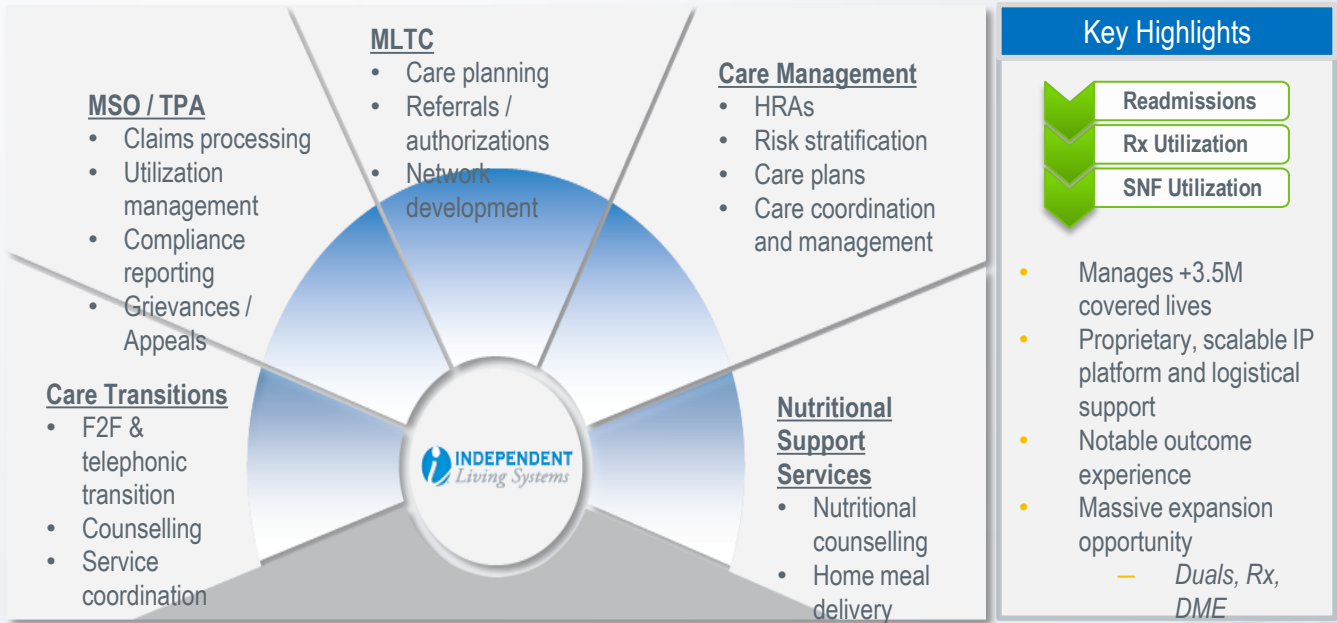 MLTC
• Care planning
• Referrals /
authorizations
• Network
development
MSO / TPA
• Claims processing
• Utilization
management
• Compliance
reporting
• Grievances /
Appeals
Care Management
• HRAs
• Risk stratification
• Care plans
• Care coordination
and management
Care Transitions
• F2F &
telephonic
transition
• Counselling
• Service
coordination
i INDEPENDENT
Living Systems
Nutritional
Support
Services
• Nutritional
counselling
• Home meal
delivery
Key Highlights
Readmissions
Rx Utilization
SNF Utilization
• Manages +3.5M
covered lives
• Proprietary, scalable IP
platform and logistical
support
• Notable outcome
experience
• Massive expansion
opportunity
— Duals, Rx,
DME